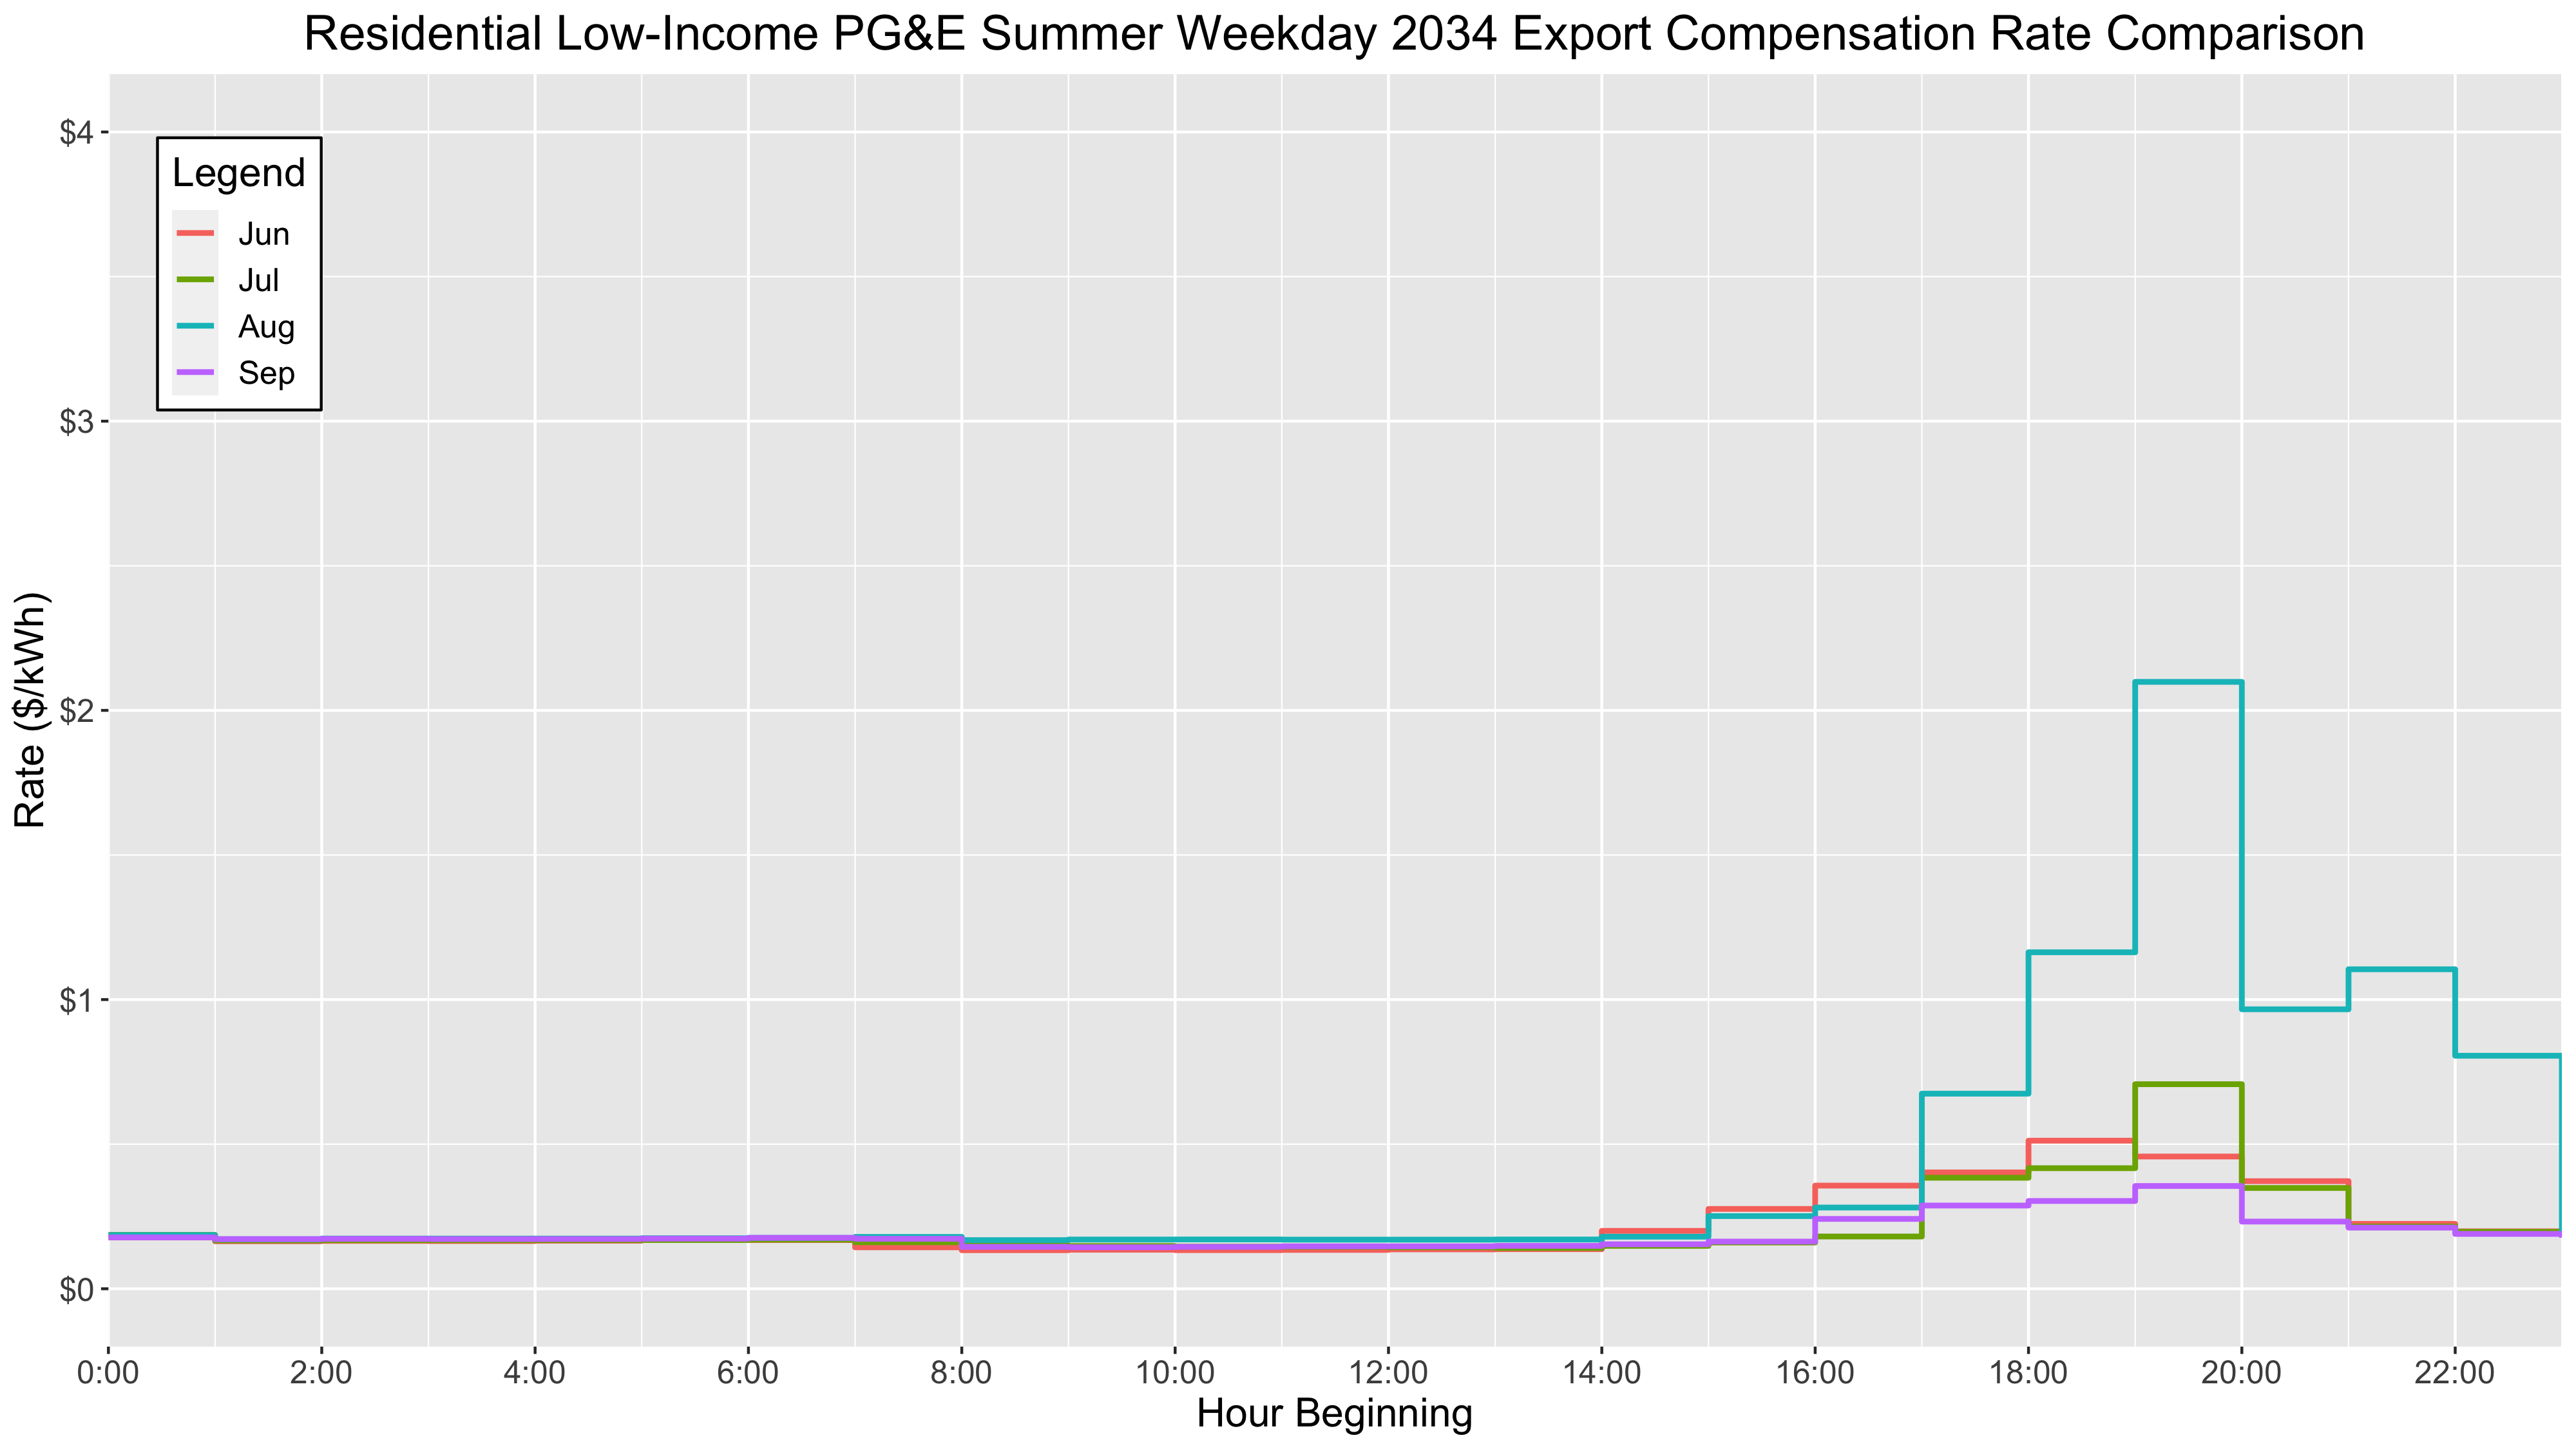 Residential Low-Income PG&E Summer Weekday 2034 Export Compensation Rate Comparison
$4
Legend
Jun
Jul
Aug
Sep
$3
$2
$1
$0
Rate ($/kWh)
0:00 2:00 4:00 6:00 8:00 10:00 12:00 14:00 16:00 18:00 20:00 22:00
Hour Beginning